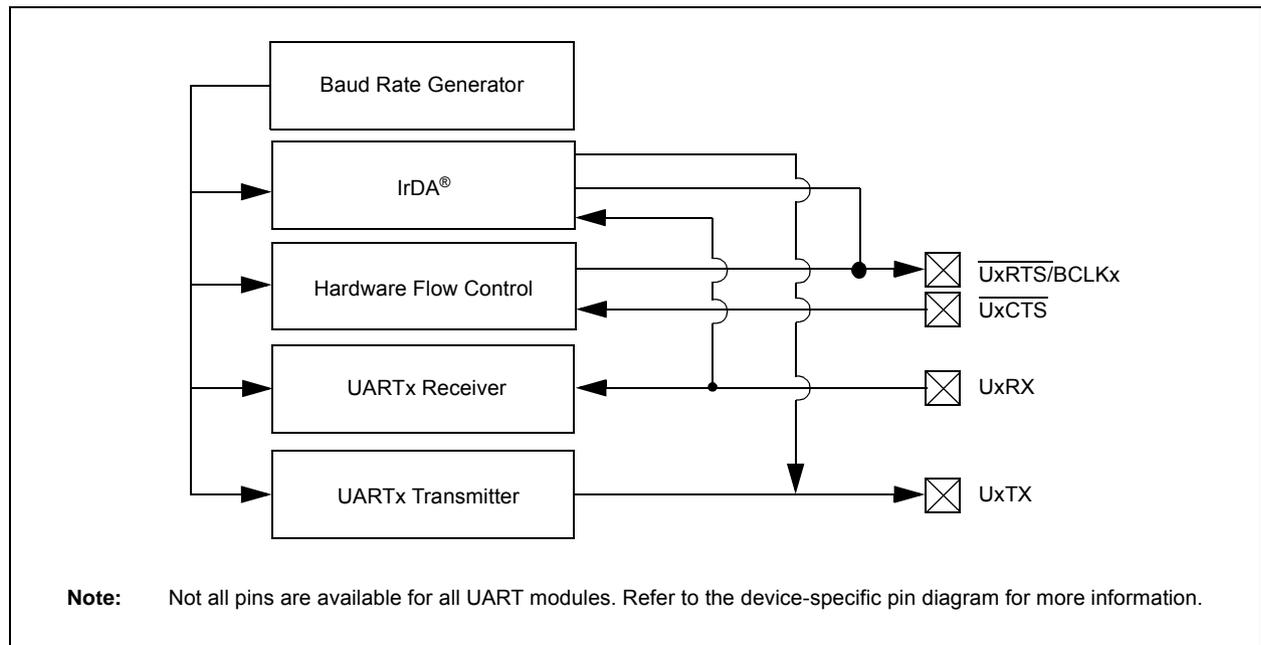 Baud Rate Generator
IrDA®
Hardware Flow Control
UxRTS/BCLKx
UxCTS
UARTx Receiver
UxRX
UARTx Transmitter
UxTX
Note: Not all pins are available for all UART modules. Refer to the device-specific pin diagram for more information.